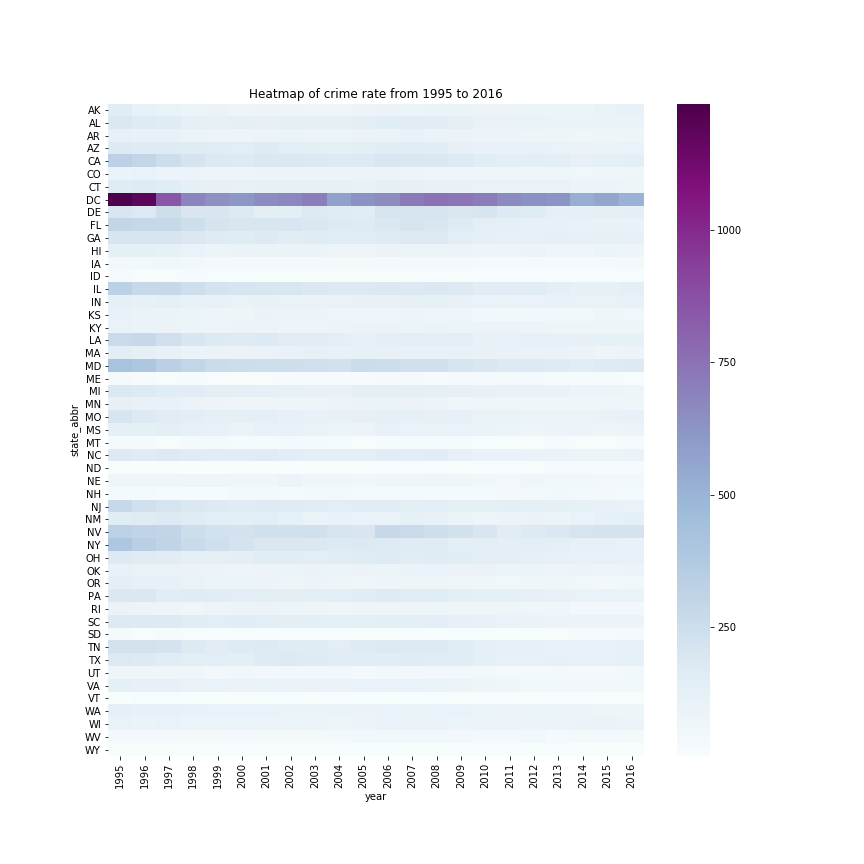 Heatmap of crime rate from 1995 to 2016
state_abbr
AK
AL
AR
AZ
CA
CO
CT
DC
DE
FL
GA
HI
IA
ID
IL
IN
KS
KY
LA
MA
MD
ME
MI
MN
MO
MS
MT
NC
ND
NE
NH
NJ
NM
NV
NY
OH
OK
OR
PA
RI
SC
SD
TN
TX
UT
VA
VT
WA
WI
WV
WY
1995 1996 1997 1998 1999 2000 2001 2002 2003 2004 2005 2006 2007 2008 2009 2010 2011 2012 2013 2014 2015 2016
year
1000
750
500
250